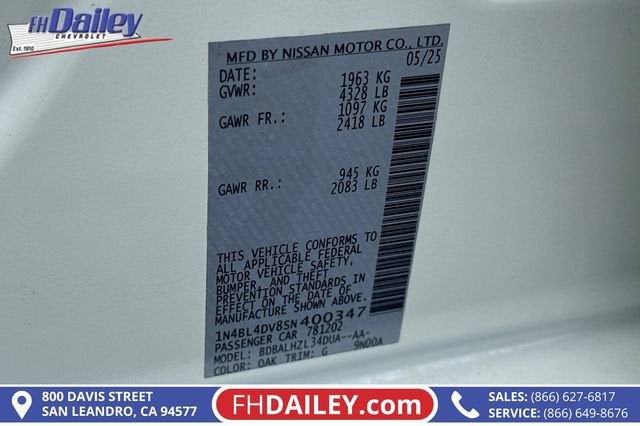 FHDailey
CHEVROLET
Est. 1910
MFD BY NISSAN MOTOR CO., LTD.
DATE: 05/25
GVWR: 1963 KG
4328 LB
GAWR FR.: 1097 KG
2418 LB
GAWR RR.: 945 KG
2083 LB
THIS VEHICLE CONFORMS TO
ALL APPLICABLE FEDERAL
MOTOR VEHICLE SAFETY,
BUMPER, AND THEFT
PREVENTION STANDARDS IN
EFFECT ON THE DATE OF
MANUFACTURE SHOWN ABOVE.
1N4BL4DV8SN400347
PASSENGER CAR 781202
MODEL: BDBALHZL34DUA--AA-
COLOR: QAK TRIM: G 9N00A
800 DAVIS STREET
SAN LEANDRO, CA 94577
FHDAILEY.com
SALES: (866) 627-6817
SERVICE: (866) 649-8676